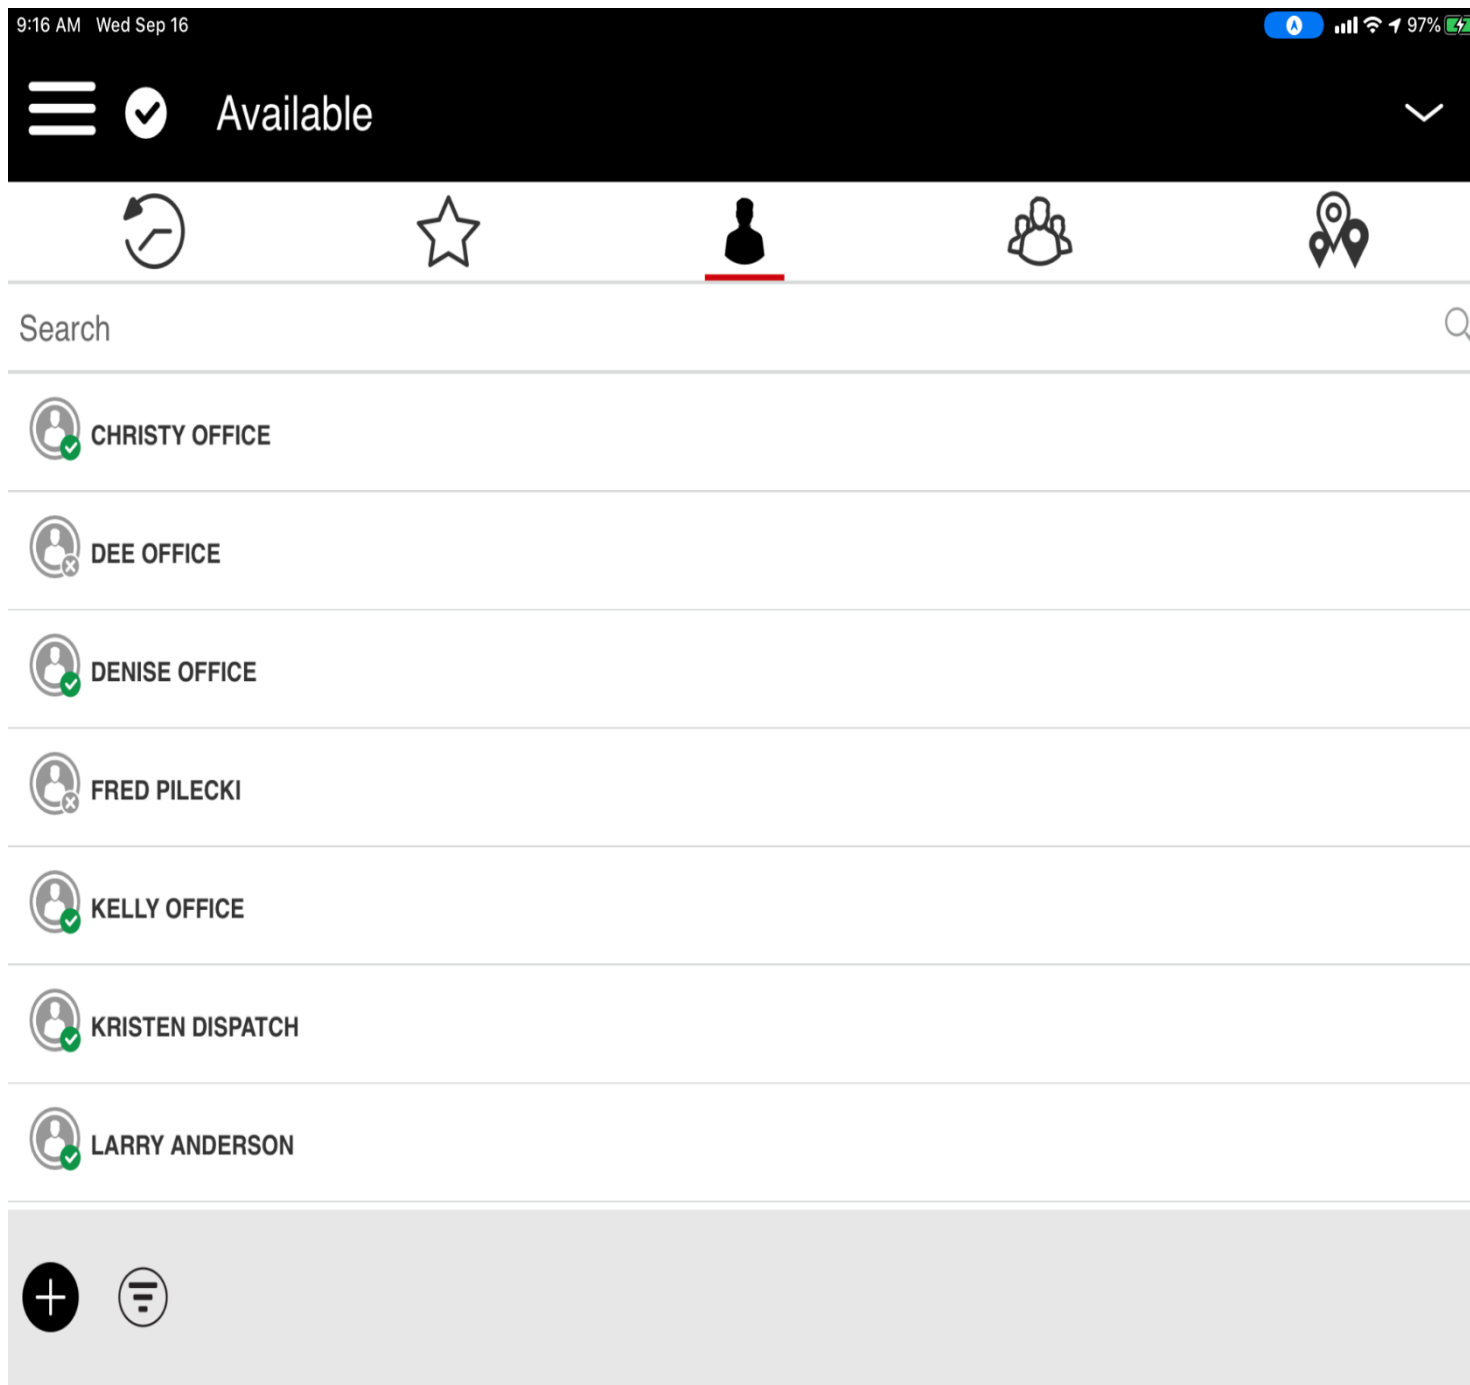 9:16 AM Wed Sep 16 97%
Available
Search
CHRISTY OFFICE
DEE OFFICE
DENISE OFFICE
FRED PILECKI
KELLY OFFICE
KRISTEN DISPATCH
LARRY ANDERSON